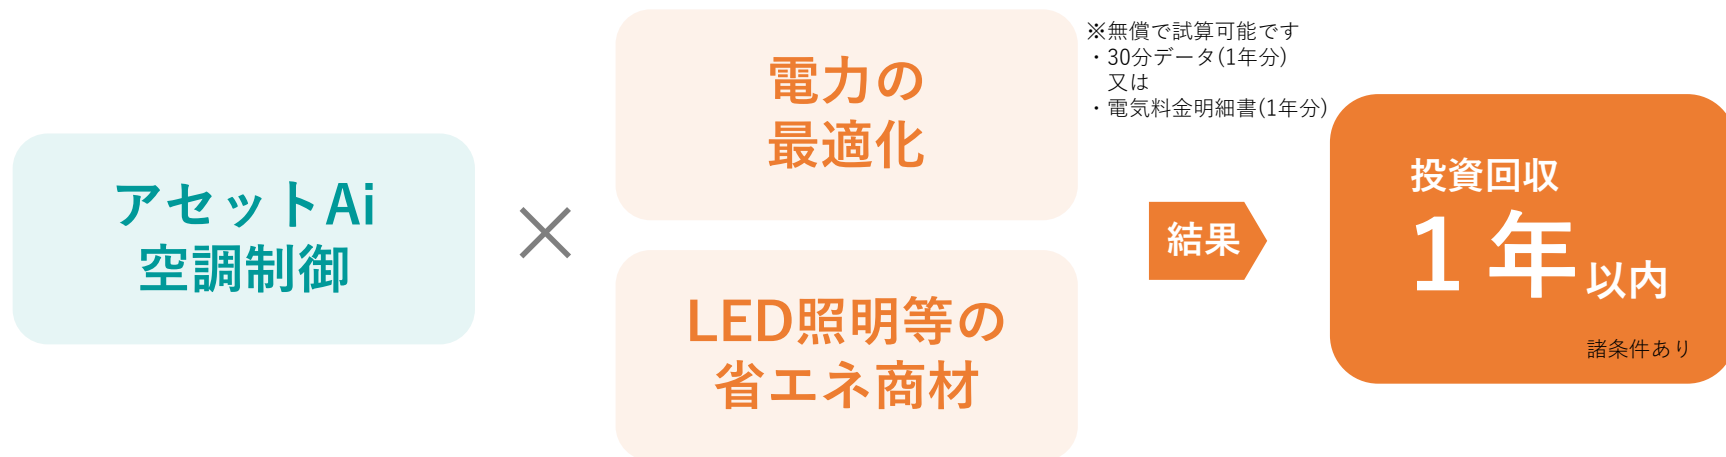 アセットAi
空調制御
×
電力の
最適化
LED照明等の
省エネ商材
※無償で試算可能です
・30分データ(1年分)
又は
・電気料金明細書(1年分)
結果
投資回収
1年以内
諸条件あり